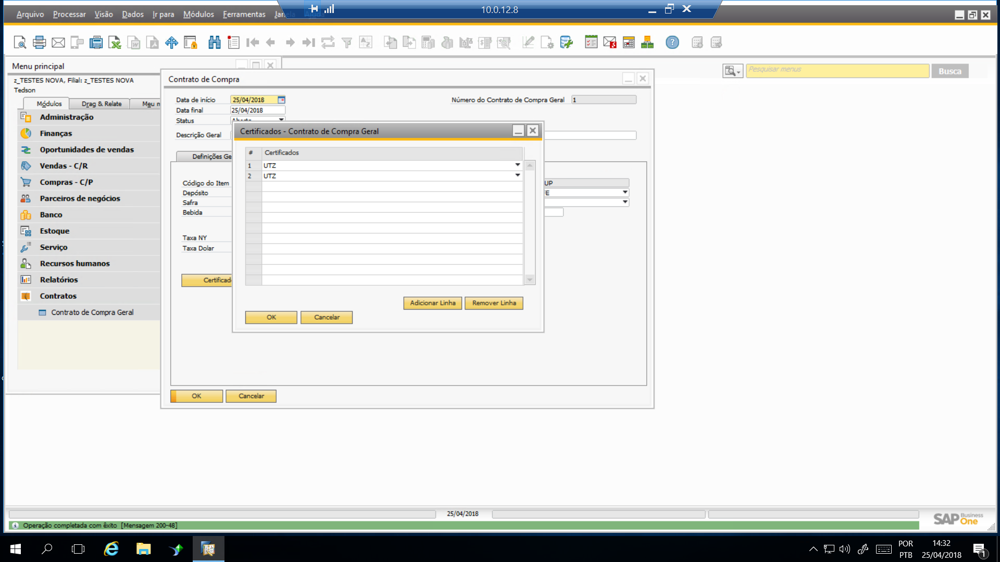 10.0.12.8
Arquivo Processar Visão Dados Ir para Módulos Ferramentas
Menu principal
Pesquisar menus
Busca
z_TESTES NOVA, Filial: z_TESTES NOVA
Tedson
Módulos Drag & Relate
Administração
Finanças
Oportunidades de vendas
Vendas - C/R
Compras - C/P
Parceiros de negócios
Banco
Estoque
Serviço
Recursos humanos
Relatórios
Contratos
Contrato de Compra Geral
Contrato de Compra
Data de início 25/04/2018
Número do Contrato de Compra Geral 1
Data final 25/04/2018
Status Aberto
Descrição Geral
Definições Ge
Código do Item
UP
Depósito
Safra
Bebida
Taxa NY
Taxa Dolar
Certificad
OK Cancelar
Certificados - Contrato de Compra Geral
# Certificados
1 UTZ
2 UTZ
Adicionar Linha Remover Linha
OK Cancelar
25/04/2018
Operação completada com êxito [Mensagem 200-48]
SAP Business One
POR
PTB
14:32
25/04/2018
1